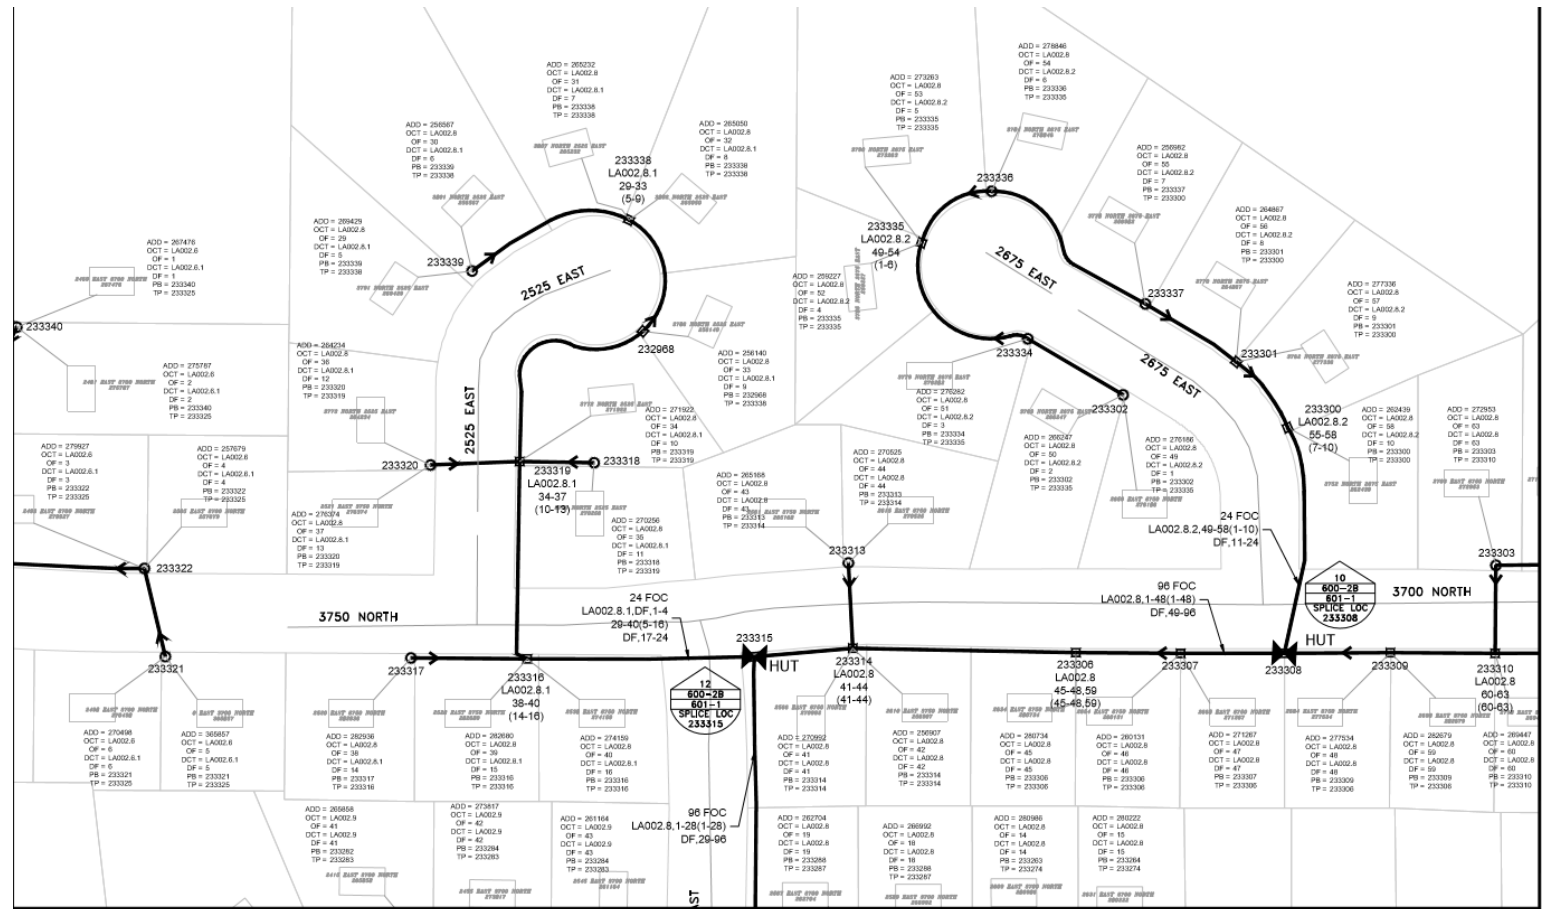 ADD = 265232
OCT = LA002.8
OF = 31
DCT = LA002.8.1
DF = 7
PB = 233338
TP = 233338
ADD = 278846
OCT = LA002.8
OF = 54
DCT = LA002.8.2
DF = 6
PB = 233336
TP = 233335
ADD = 273263
OCT = LA002.8
OF = 53
DCT = LA002.8.2
DF = 5
PB = 233335
TP = 233335
ADD = 256567
OCT = LA002.8
OF = 30
DCT = LA002.8.1
DF = 6
PB = 233339
TP = 233338
ADD = 265050
OCT = LA002.8
OF = 32
DCT = LA002.8.1
DF = 8
PB = 233338
TP = 233338
ADD = 256982
OCT = LA002.8
OF = 55
DCT = LA002.8.2
DF = 7
PB = 233337
TP = 233300
233338
LA002.8.1
29-33
(5-9)
233336
ADD = 269429
OCT = LA002.8
OF = 29
DCT = LA002.8.1
DF = 5
PB = 233339
TP = 233338
ADD = 264867
OCT = LA002.8
OF = 56
DCT = LA002.8.2
DF = 8
PB = 233301
TP = 233300
233335
LA002.8.2
49-54
(1-6)
ADD = 267476
OCT = LA002.6
OF = 1
DCT = LA002.6.1
DF = 1
PB = 233340
TP = 233325
233339
2525 EAST
2675 EAST
ADD = 259227
OCT = LA002.8
OF = 52
DCT = LA002.8.2
DF = 4
PB = 233335
TP = 233335
ADD = 277336
OCT = LA002.8
OF = 57
DCT = LA002.8.2
DF = 9
PB = 233301
TP = 233300
233337
233340
232968
233334
233301
2675 EAST
ADD = 264234
OCT = LA002.8
OF = 36
DCT = LA002.8.1
DF = 12
PB = 233320
TP = 233319
ADD = 256140
OCT = LA002.8
OF = 33
DCT = LA002.8.1
DF = 9
PB = 232968
TP = 233338
ADD = 275787
OCT = LA002.6
OF = 2
DCT = LA002.6.1
DF = 2
PB = 233340
TP = 233325
2525 EAST
ADD = 276262
OCT = LA002.8
OF = 51
DCT = LA002.8.2
DF = 3
PB = 233334
TP = 233335
233302
233300
LA002.8.2
55-58
(7-10)
ADD = 262439
OCT = LA002.8
OF = 58
DCT = LA002.8.2
DF = 10
PB = 233300
TP = 233300
ADD = 272953
OCT = LA002.8
OF = 63
DCT = LA002.8
DF = 63
PB = 233303
TP = 233310
ADD = 271922
OCT = LA002.8
OF = 34
DCT = LA002.8.1
DF = 10
PB = 233319
TP = 233319
ADD = 266247
OCT = LA002.8
OF = 50
DCT = LA002.8.2
DF = 2
PB = 233302
TP = 233335
ADD = 276186
OCT = LA002.8
OF = 49
DCT = LA002.8.2
DF = 1
PB = 233302
TP = 233335
ADD = 279927
OCT = LA002.6
OF = 3
DCT = LA002.6.1
DF = 3
PB = 233322
TP = 233325
ADD = 257679
OCT = LA002.6
OF = 4
DCT = LA002.6.1
DF = 4
PB = 233322
TP = 233325
ADD = 270525
OCT = LA002.8
OF = 44
DCT = LA002.8
DF = 44
PB = 233313
TP = 233314
ADD = 265168
OCT = LA002.8
OF = 43
DCT = LA002.8
DF = 43
PB = 233313
TP = 233314
233320
233319
LA002.8.1
34-37
(10-13)
233318
ADD = 276374
OCT = LA002.8
OF = 37
DCT = LA002.8.1
DF = 13
PB = 233320
TP = 233319
ADD = 270256
OCT = LA002.8
OF = 35
DCT = LA002.8.1
DF = 11
PB = 233318
TP = 233319
24 FOC
LA002.8.2,49-58(1-10)
DF,11-24
233313
233303
233322
10
600-2B
601-1
SPLICE LOC
233308
3700 NORTH
96 FOC
LA002.8,1-48(1-48)
DF,49-96
3750 NORTH
24 FOC
LA002.8.1,DF,1-4
29-40(5-16)
DF,17-24
233315
HUT
HUT
233321
233317
233316
LA002.8.1
38-40
(14-16)
233314
LA002.8
41-44
(41-44)
233306
LA002.8
45-48,59
(45-48,59)
233307
233308
233309
233310
LA002.8
60-63
(60-63)
12
600-2B
601-1
SPLICE LOC
233315
ADD = 270498
OCT = LA002.6
OF = 6
DCT = LA002.6.1
DF = 6
PB = 233321
TP = 233325
ADD = 365857
OCT = LA002.6
OF = 5
DCT = LA002.6.1
DF = 5
PB = 233321
TP = 233325
ADD = 282936
OCT = LA002.8
OF = 38
DCT = LA002.8.1
DF = 14
PB = 233317
TP = 233316
ADD = 282680
OCT = LA002.8
OF = 39
DCT = LA002.8.1
DF = 15
PB = 233316
TP = 233316
ADD = 274159
OCT = LA002.8
OF = 40
DCT = LA002.8.1
DF = 16
PB = 233316
TP = 233316
ADD = 270992
OCT = LA002.8
OF = 41
DCT = LA002.8
DF = 41
PB = 233314
TP = 233314
ADD = 256907
OCT = LA002.8
OF = 42
DCT = LA002.8
DF = 42
PB = 233314
TP = 233314
ADD = 280734
OCT = LA002.8
OF = 45
DCT = LA002.8
DF = 45
PB = 233306
TP = 233306
ADD = 260131
OCT = LA002.8
OF = 46
DCT = LA002.8
DF = 46
PB = 233306
TP = 233306
ADD = 271267
OCT = LA002.8
OF = 47
DCT = LA002.8
DF = 47
PB = 233307
TP = 233306
ADD = 277534
OCT = LA002.8
OF = 48
DCT = LA002.8
DF = 48
PB = 233309
TP = 233306
ADD = 282679
OCT = LA002.8
OF = 59
DCT = LA002.8
DF = 59
PB = 233309
TP = 233306
ADD = 269447
OCT = LA002.8
OF = 60
DCT = LA002.8
DF = 60
PB = 233310
TP = 233310
96 FOC
LA002.8,1-28(1-28)
DF,29-96
ADD = 265858
OCT = LA002.9
OF = 41
DCT = LA002.9
DF = 41
PB = 233282
TP = 233283
ADD = 273817
OCT = LA002.9
OF = 42
DCT = LA002.9
DF = 42
PB = 233284
TP = 233283
ADD = 261164
OCT = LA002.9
OF = 43
DCT = LA002.9
DF = 43
PB = 233284
TP = 233283
ADD = 262704
OCT = LA002.8
OF = 19
DCT = LA002.8
DF = 19
PB = 233288
TP = 233287
ADD = 266992
OCT = LA002.8
OF = 18
DCT = LA002.8
DF = 18
PB = 233288
TP = 233287
ADD = 280986
OCT = LA002.8
OF = 14
DCT = LA002.8
DF = 14
PB = 233263
TP = 233274
ADD = 260222
OCT = LA002.8
OF = 15
DCT = LA002.8
DF = 15
PB = 233264
TP = 233274